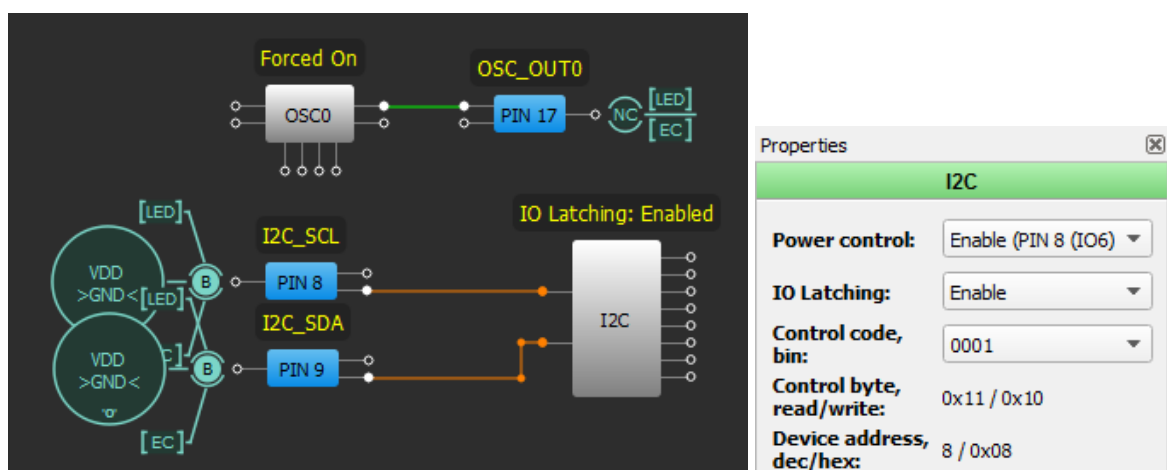 Forced On
OSC_OUT0
OSC0
PIN 17
NC
[LED]
[EC]
[LED]
I2C_SCL
IO Latching: Enabled
VDD
>GND<
B
PIN 8
[LED]
I2C
I2C_SDA
VDD
>GND<
"0"
B
PIN 9
[EC]
Properties
I2C
Power control: Enable (PIN 8 (IO6)
IO Latching: Enable
Control code, bin: 0001
Control byte, read/write: 0x11 / 0x10
Device address, dec/hex: 8 / 0x08